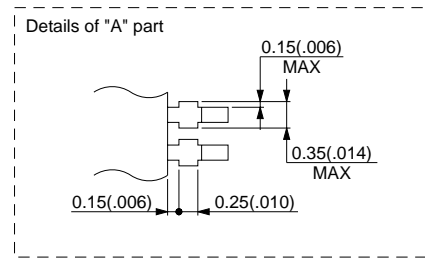 Details of "A" part
0.15(.006)
MAX
0.35(.014)
MAX
0.15(.006)
0.25(.010)